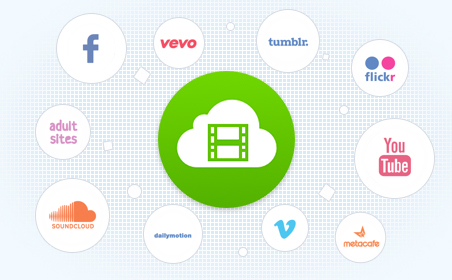 f
vevo
tumblr.
flickr
adult
sites
You
Tube
SOUNDCLOUD
dailymotion
v
metacafe